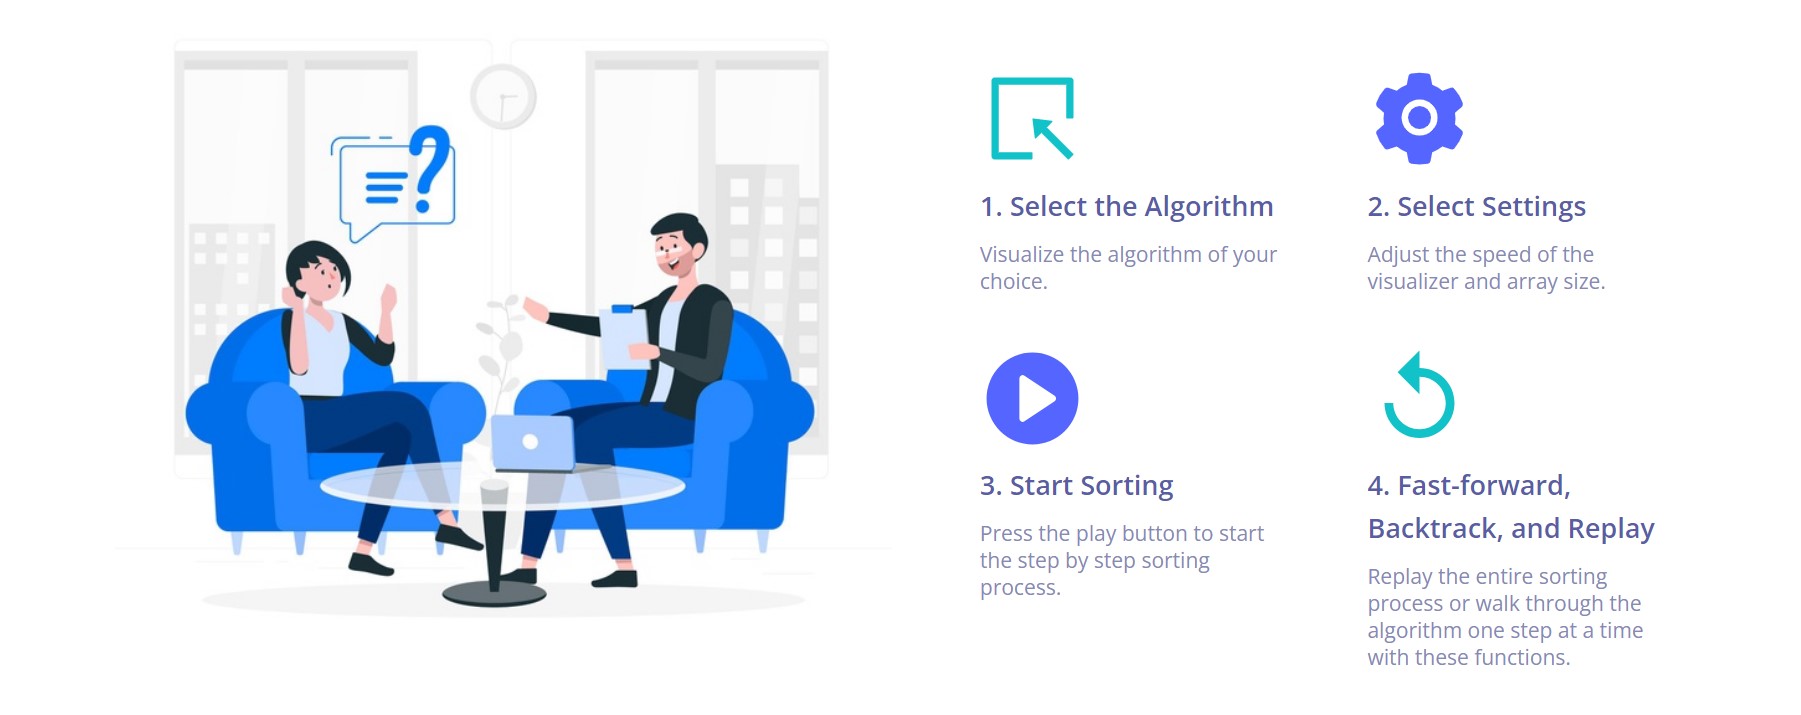 1. Select the Algorithm
Visualize the algorithm of your
choice.
2. Select Settings
Adjust the speed of the
visualizer and array size.
3. Start Sorting
Press the play button to start
the step by step sorting
process.
4. Fast-forward,
Backtrack, and Replay
Replay the entire sorting
process or walk through the
algorithm one step at a time
with these functions.